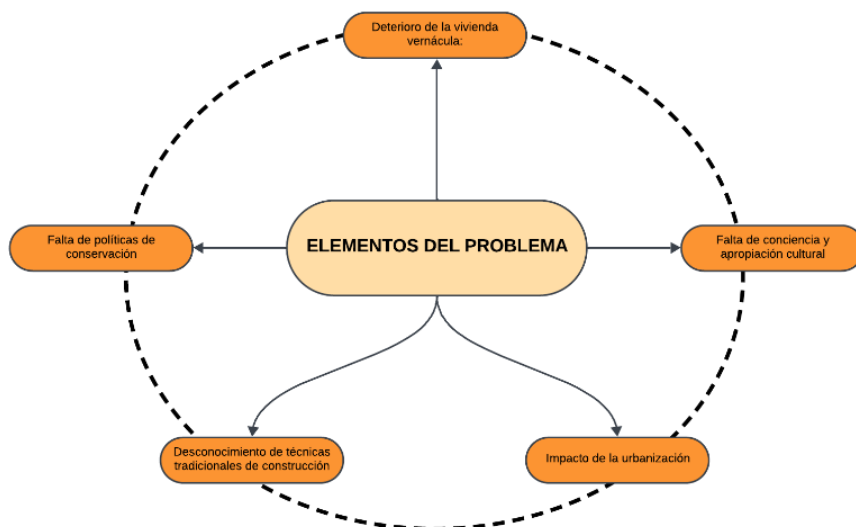 Deterioro de la vivienda
vernácula:
Falta de políticas de
conservación
ELEMENTOS DEL PROBLEMA
Falta de conciencia y
apropiación cultural
Desconocimiento de técnicas
tradicionales de construcción
Impacto de la urbanización